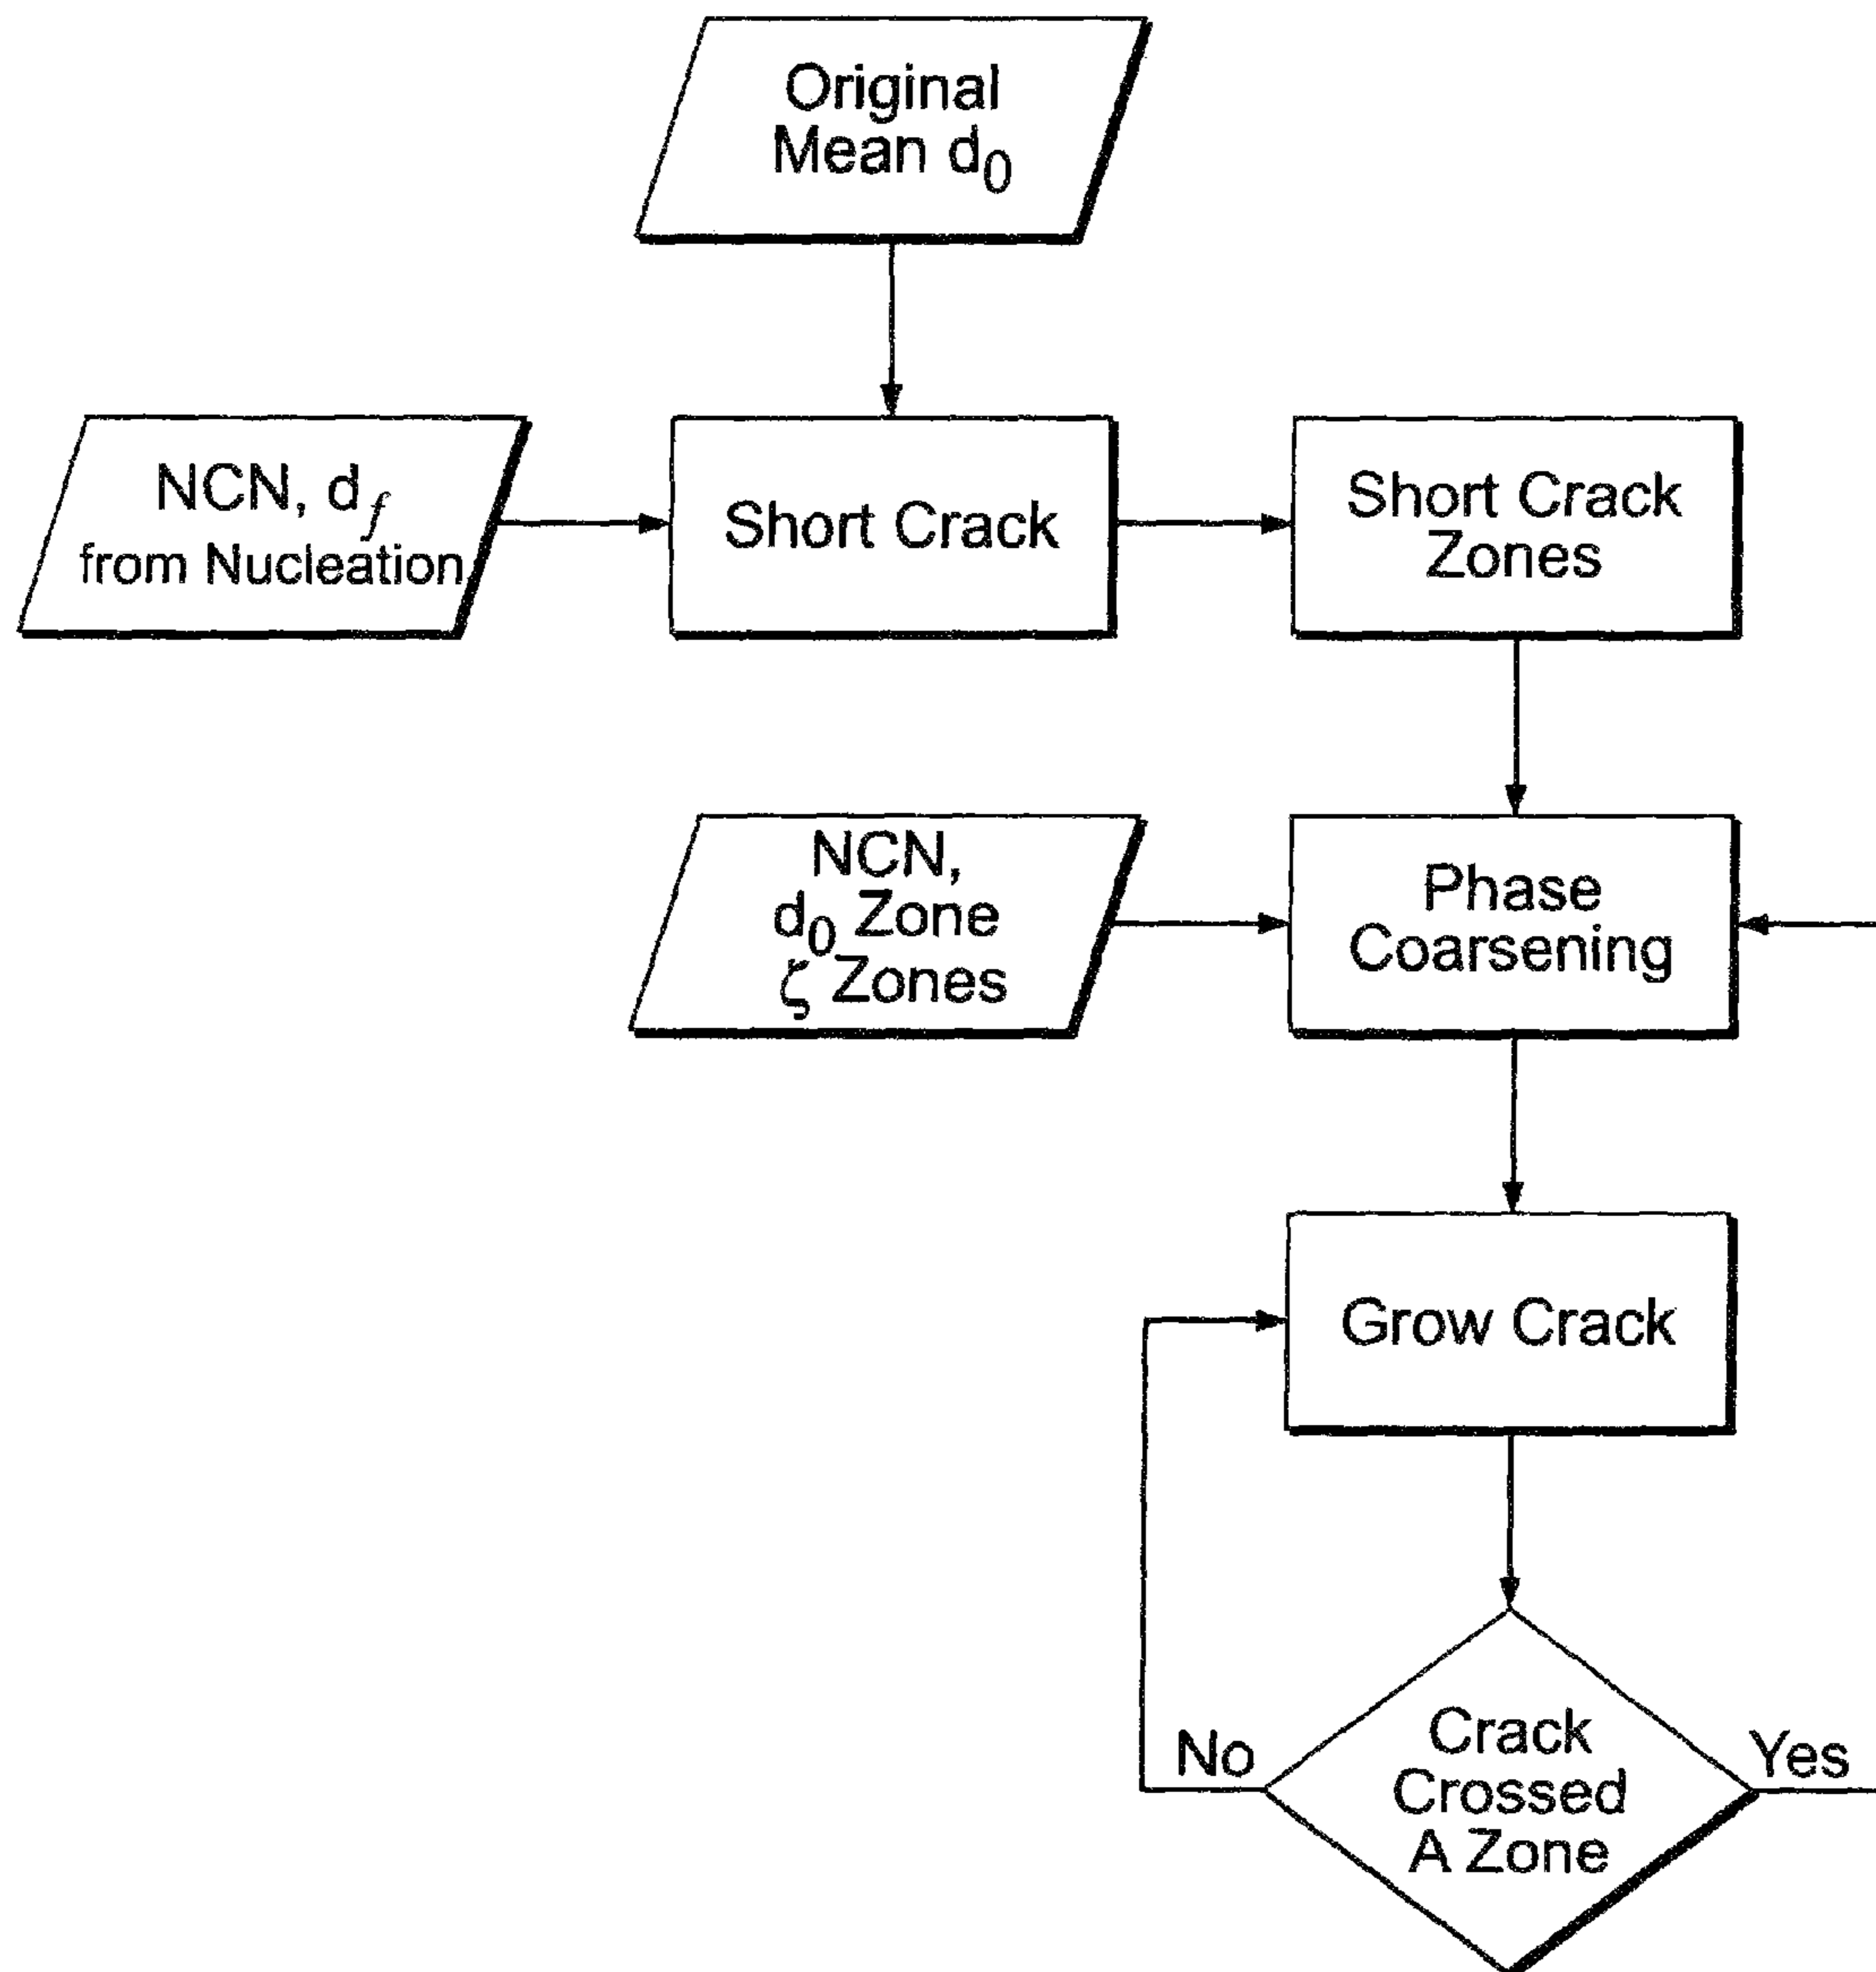 Original
Mean d₀
NCN, d_f
from Nucleation
Short Crack
Short Crack
Zones
NCN,
d₀ Zone
ζ Zones
Phase
Coarsening
Grow Crack
No
Crack
Crossed
A Zone
Yes